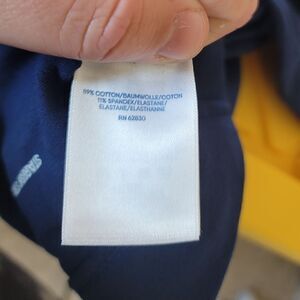 89% COTTON/BAUMWOLLE/COTON
11% SPANDEX/ELASTANE/
ELASTANE/ELASTHANNE
RN 62830